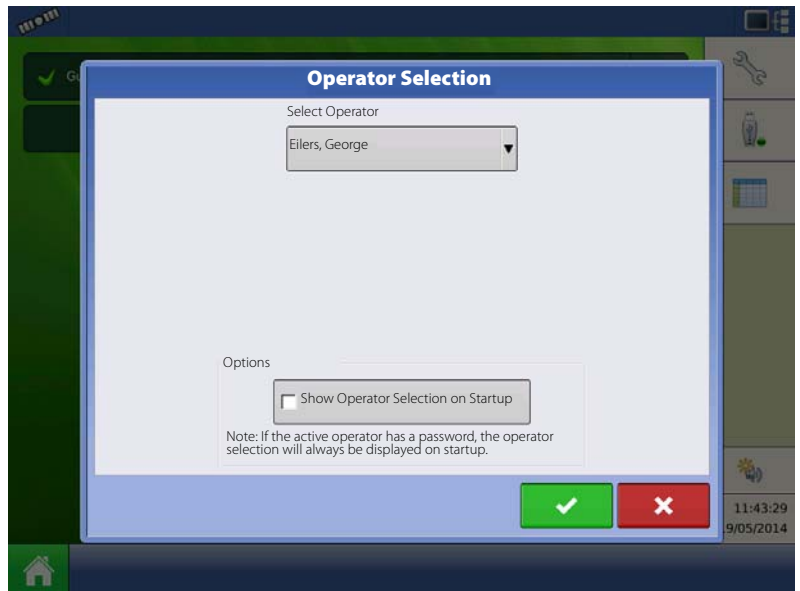 Operator Selection
Select Operator
Eilers, George
Options
Show Operator Selection on Startup
Note: If the active operator has a password, the operator
selection will always be displayed on startup.
11:43:29
9/05/2014